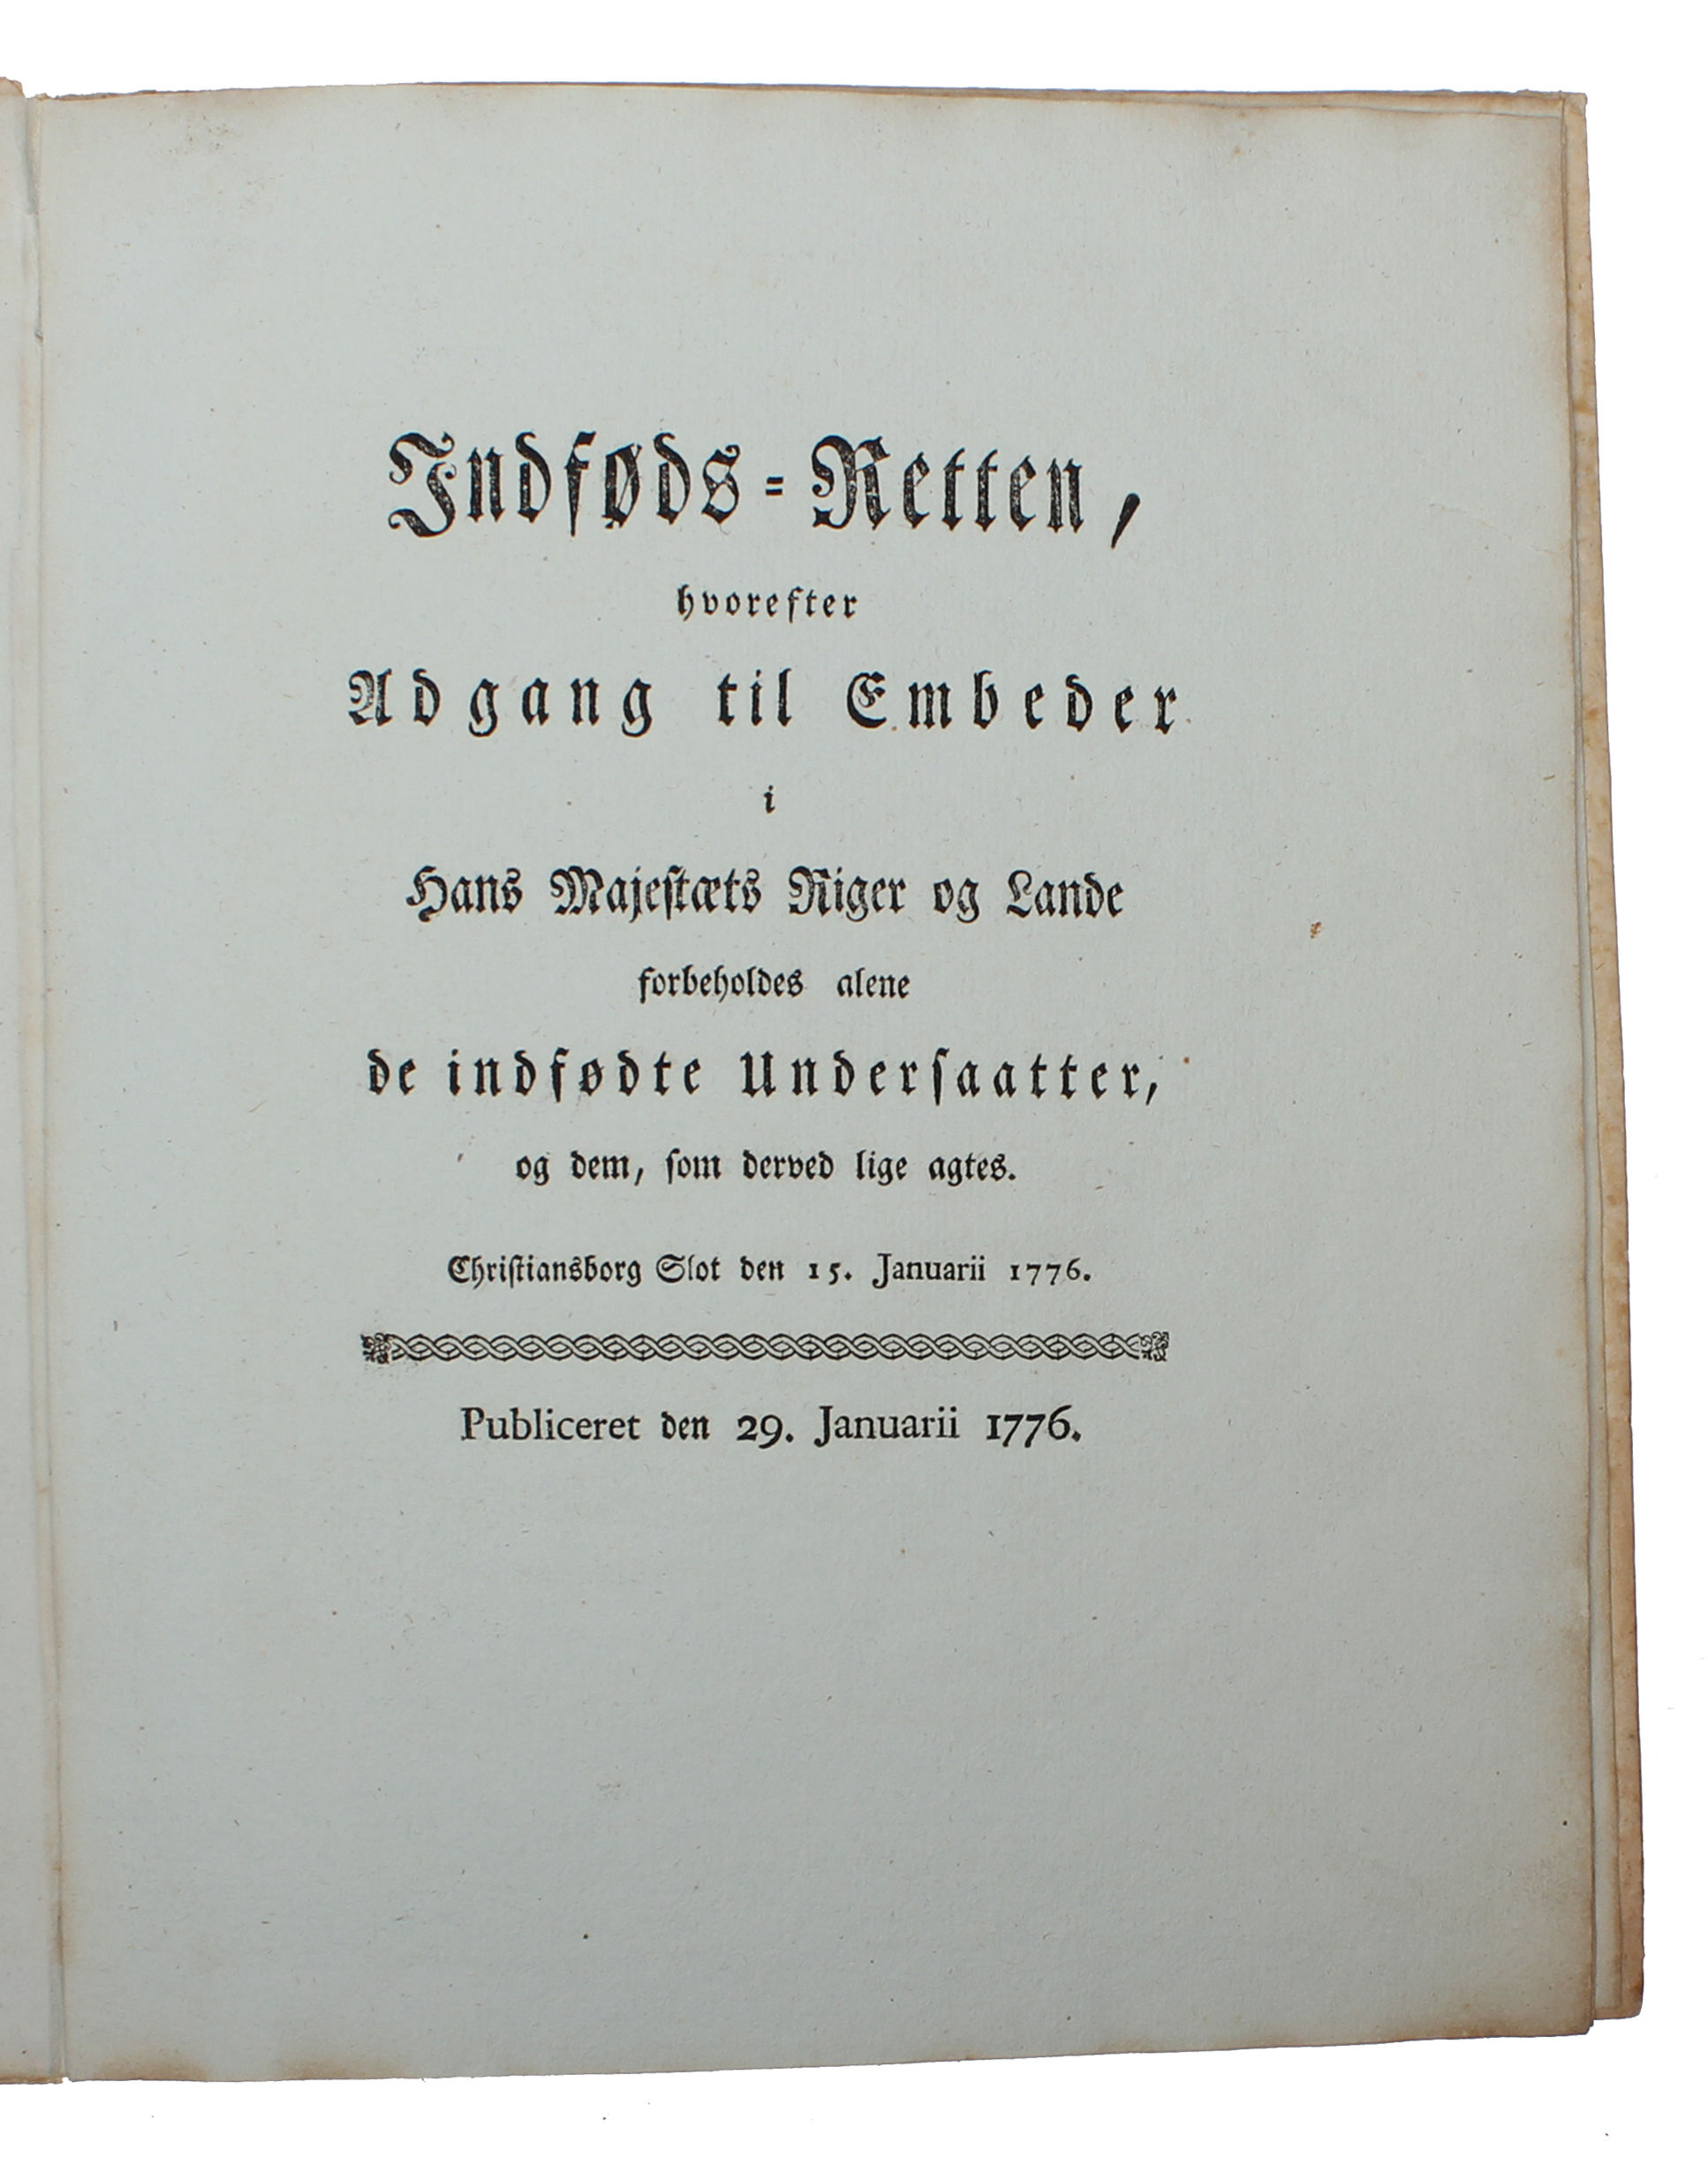 Indføds-Retten,
hvorefter
Adgang til Embeder
i
Hans Majeſtæts Riger og Lande
forbeholdes alene
de indfødte Underſaatter,
og dem, ſom derved lige agtes.
Chriſtiansborg Slot den 15. Januarii 1776.
Publiceret den 29. Januarii 1776.